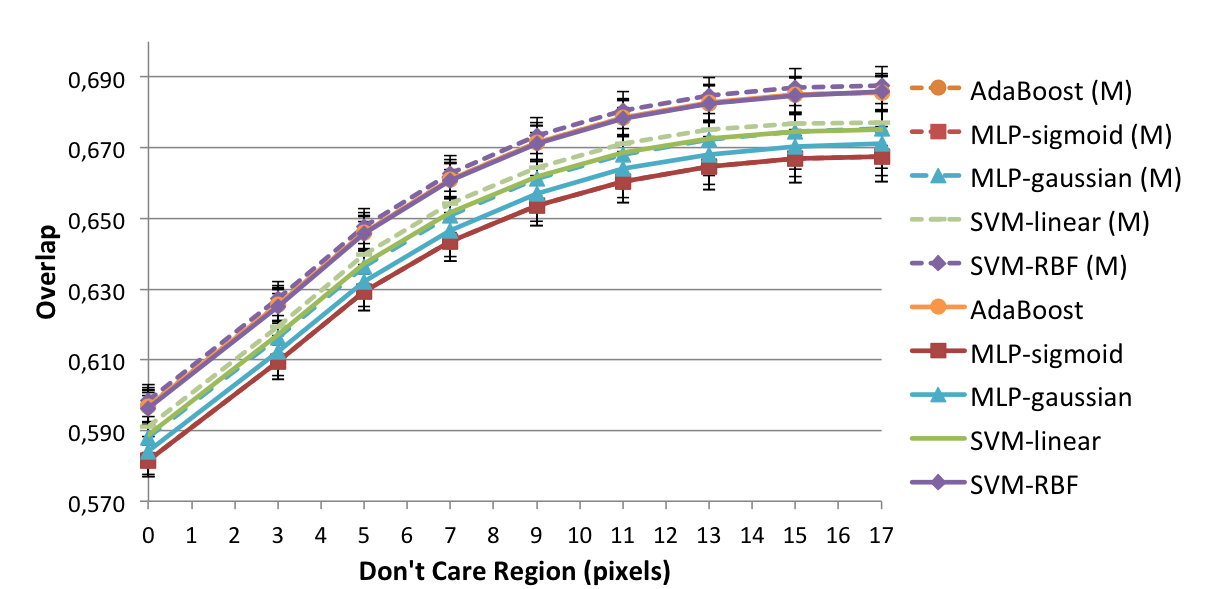 Overlap
0,690
0,670
0,650
0,630
0,610
0,590
0,570
0 1 2 3 4 5 6 7 8 9 10 11 12 13 14 15 16 17
Don't Care Region (pixels)
AdaBoost (M)
MLP-sigmoid (M)
MLP-gaussian (M)
SVM-linear (M)
SVM-RBF (M)
AdaBoost
MLP-sigmoid
MLP-gaussian
SVM-linear
SVM-RBF